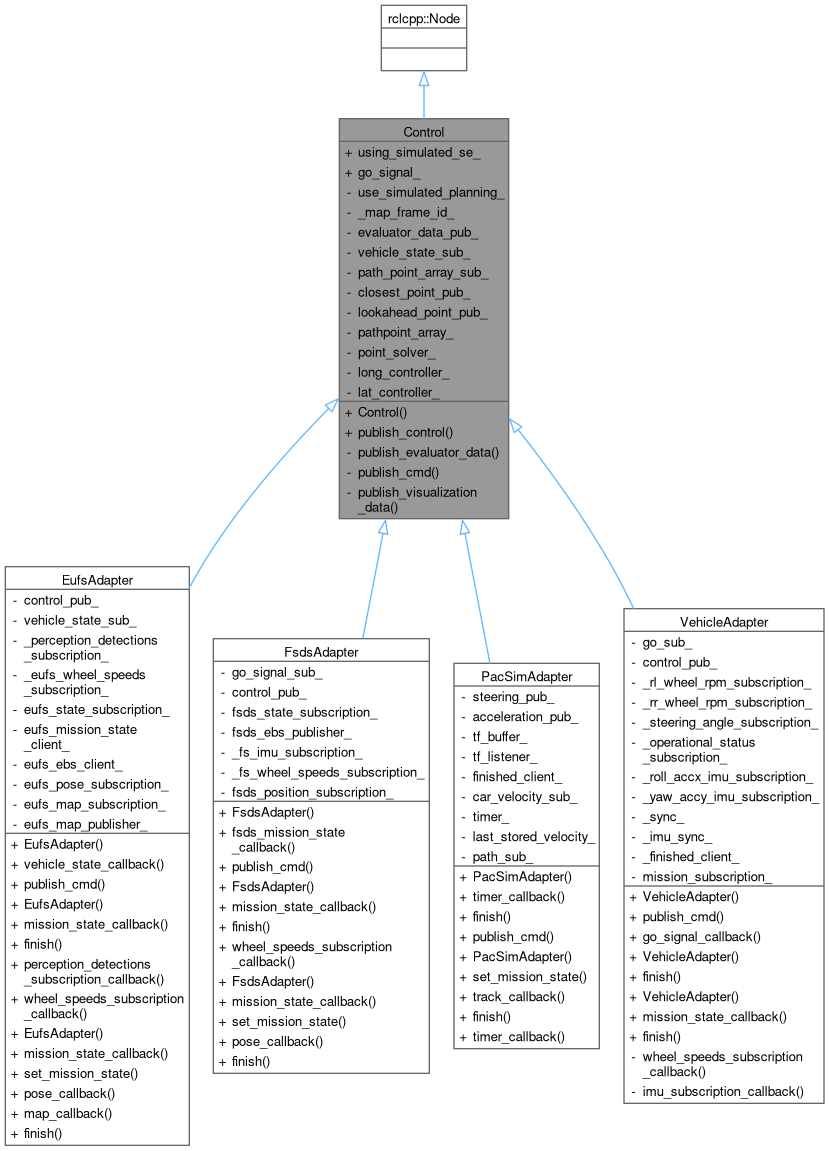 rclcpp::Node
Control
+ using_simulated_se_
+ go_signal_
- use_simulated_planning_
- _map_frame_id_
- evaluator_data_pub_
- vehicle_state_sub_
- path_point_array_sub_
- closest_point_pub_
- lookahead_point_pub_
- pathpoint_array_
- point_solver_
- long_controller_
- lat_controller_
+ Control()
+ publish_control()
- publish_evaluator_data()
- publish_cmd()
- publish_visualization
_data()
EufsAdapter
- control_pub_
- vehicle_state_sub_
- _perception_detections
_subscription_
- _eufs_wheel_speeds
_subscription_
- eufs_state_subscription_
- eufs_mission_state
_client_
- eufs_ebs_client_
- eufs_pose_subscription_
- eufs_map_subscription_
- eufs_map_publisher_
+ EufsAdapter()
+ vehicle_state_callback()
+ publish_cmd()
+ EufsAdapter()
+ mission_state_callback()
+ finish()
+ perception_detections
_subscription_callback()
+ wheel_speeds_subscription
_callback()
+ EufsAdapter()
+ mission_state_callback()
+ set_mission_state()
+ pose_callback()
+ map_callback()
+ finish()
FsdsAdapter
- go_signal_sub_
- control_pub_
- fsds_state_subscription_
- fsds_ebs_publisher_
- _fs_imu_subscription_
- _fs_wheel_speeds_subscription_
- fsds_position_subscription_
+ FsdsAdapter()
+ fsds_mission_state
_callback()
+ publish_cmd()
+ FsdsAdapter()
+ mission_state_callback()
+ finish()
+ wheel_speeds_subscription
_callback()
+ FsdsAdapter()
+ mission_state_callback()
+ set_mission_state()
+ pose_callback()
+ finish()
PacSimAdapter
- steering_pub_
- acceleration_pub_
- tf_buffer_
- tf_listener_
- finished_client_
- car_velocity_sub_
- timer_
- last_stored_velocity_
- path_sub_
+ PacSimAdapter()
+ timer_callback()
+ finish()
+ publish_cmd()
+ PacSimAdapter()
+ set_mission_state()
+ track_callback()
+ finish()
+ timer_callback()
VehicleAdapter
- go_sub_
- control_pub_
- _rl_wheel_rpm_subscription_
- _rr_wheel_rpm_subscription_
- _steering_angle_subscription_
- _operational_status
_subscription_
- _roll_accx_imu_subscription_
- _yaw_accy_imu_subscription_
- _sync_
- _imu_sync_
- _finished_client_
- mission_subscription_
+ VehicleAdapter()
+ publish_cmd()
+ go_signal_callback()
+ VehicleAdapter()
+ finish()
+ VehicleAdapter()
+ mission_state_callback()
+ finish()
- wheel_speeds_subscription
_callback()
- imu_subscription_callback()